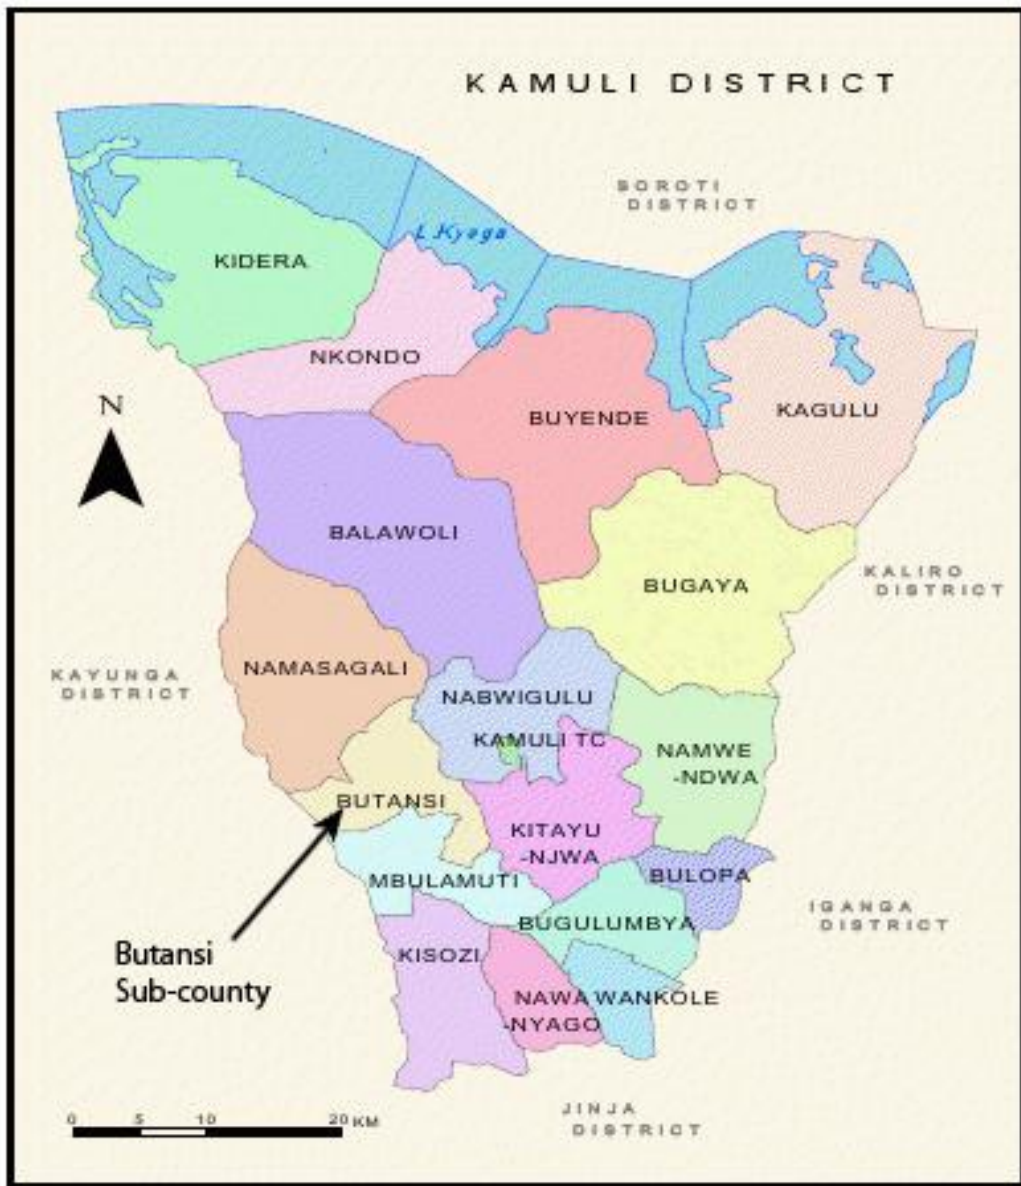 KAMULI DISTRICT
SOROTI
DISTRICT
L Kyoga
KIDERA
NKONDO
N
BUYENDE
KAGULU
BALAWOLI
BUGAYA
KALIRO
DISTRICT
NAMASAGALI
KAYUNGA
DISTRICT
NABWIGULU
KAMULI TC
NAMWE
-NDWA
BUTANSI
KITAYU
-NJWA
MBULAMUTI
BULOPA
BUGULUMBYA
IGANGA
DISTRICT
KISOZI
Butansi
Sub-county
NAWA
-NYAGO
WANKOLE
0 5 10 20 KM
JINJA
DISTRICT